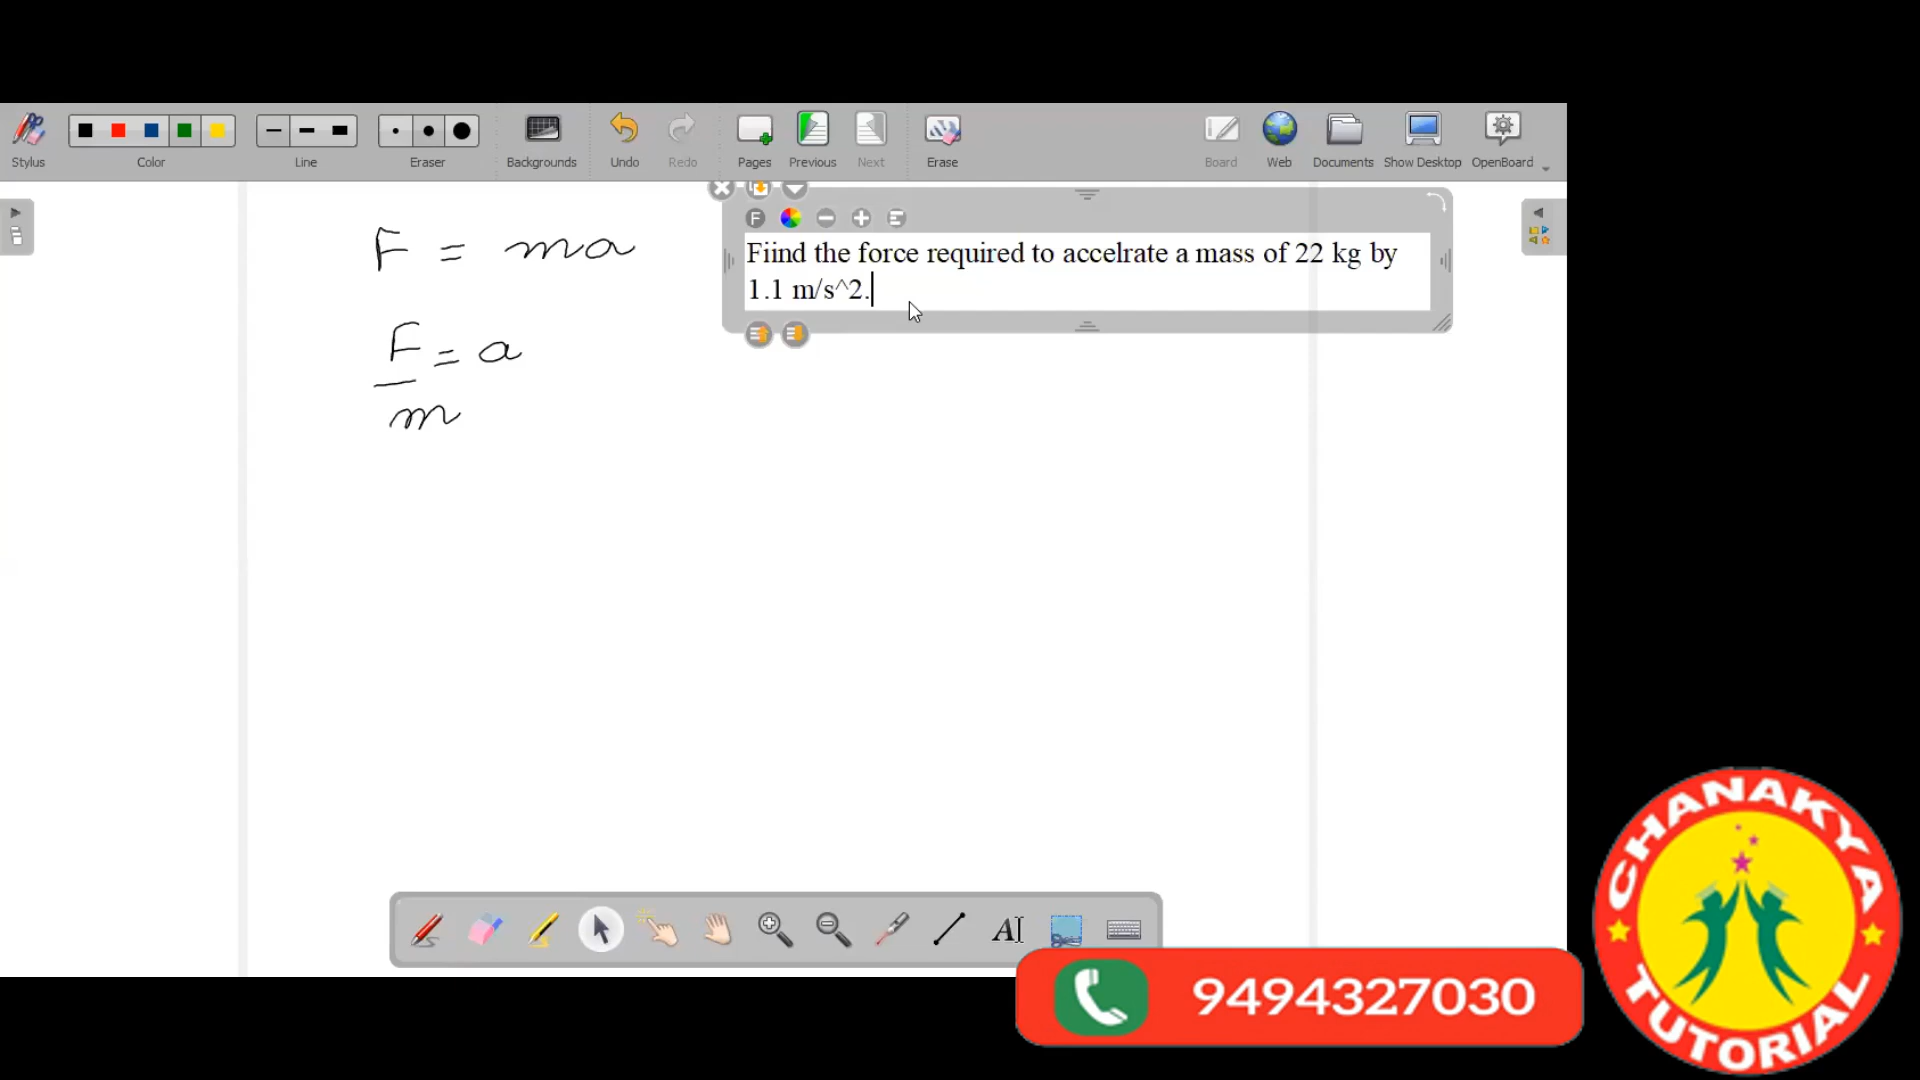 Stylus Color Line Eraser Backgrounds Undo Redo Pages Previous Next Erase Board Web Documents Show Desktop OpenBoard
F
Fiind the force required to accelrate a mass of 22 kg by
1.1 m/s^2.
F = ma
F = a
m
AI
9494327030
CHANAKYA
TUTORIAL